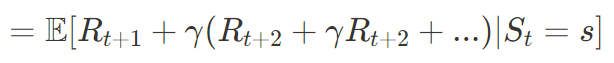 = 𝔼[R_{t+1} + γ(R_{t+2} + γR_{t+2} + ...)|S_t = s]